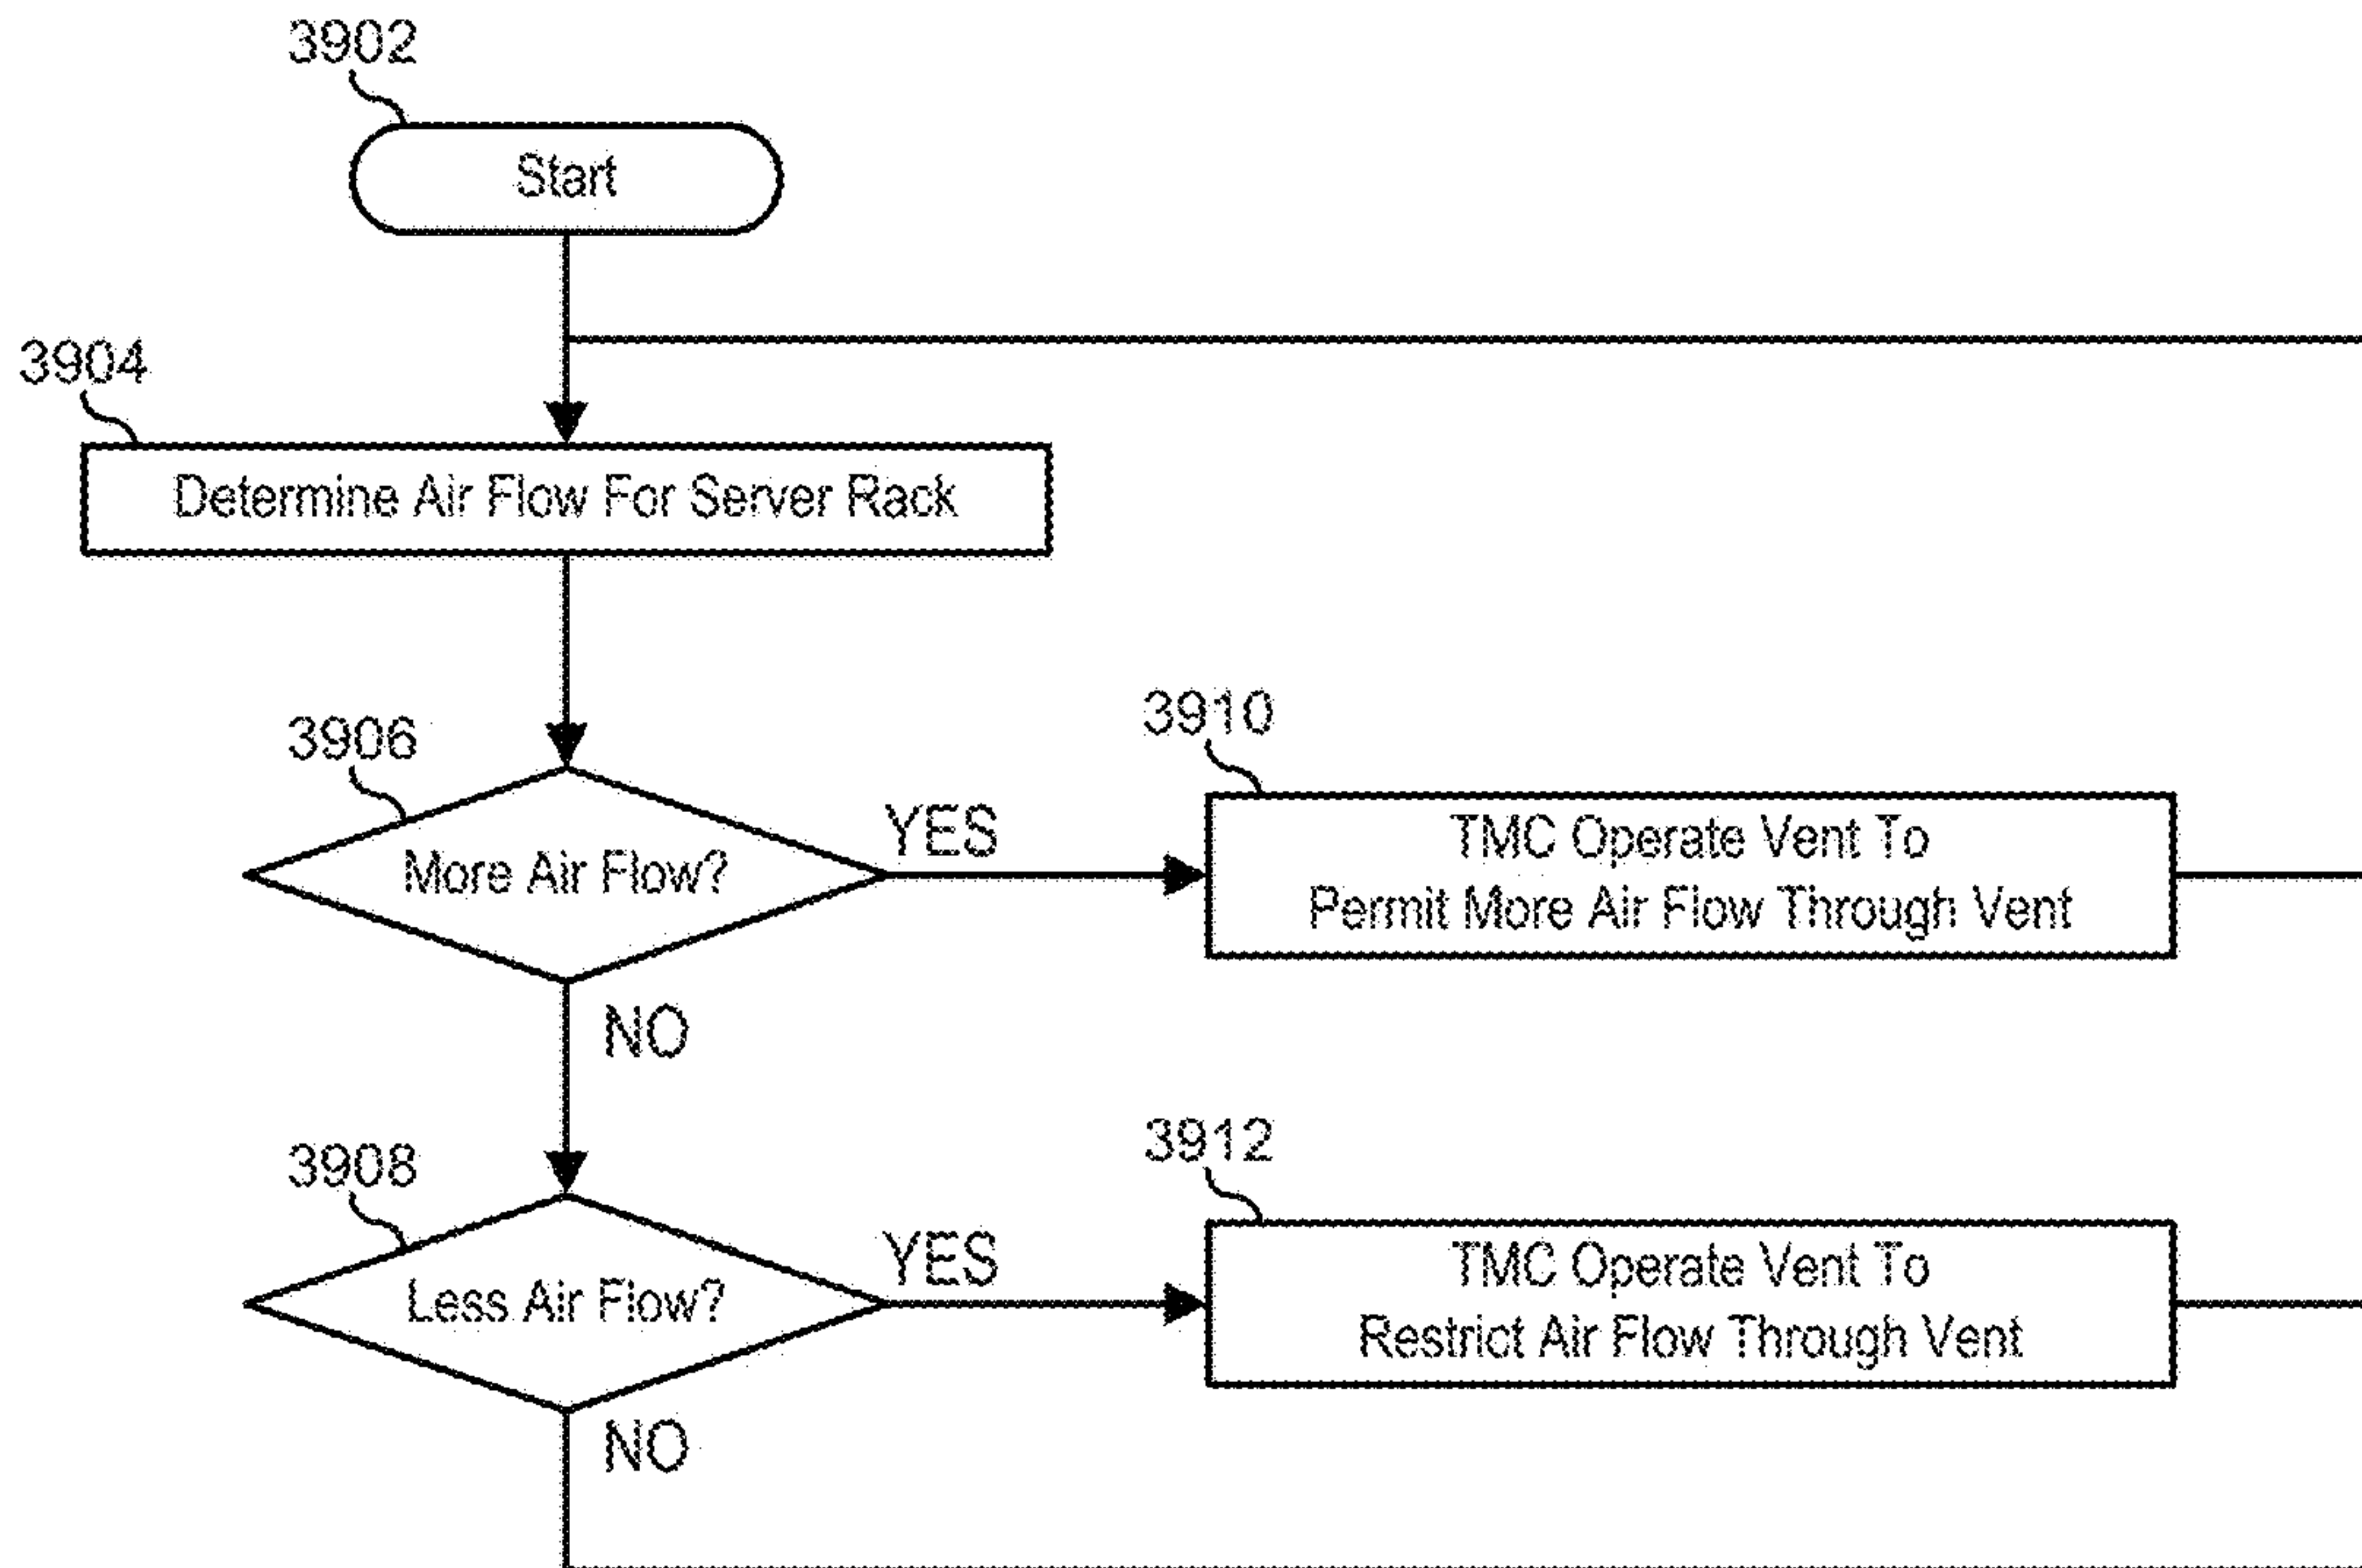 3902
Start
3904
Determine Air Flow For Server Rack
3906
More Air Flow?
YES
3910
TMC Operate Vent To
Permit More Air Flow Through Vent
NO
3908
Less Air Flow?
YES
3912
TMC Operate Vent To
Restrict Air Flow Through Vent
NO